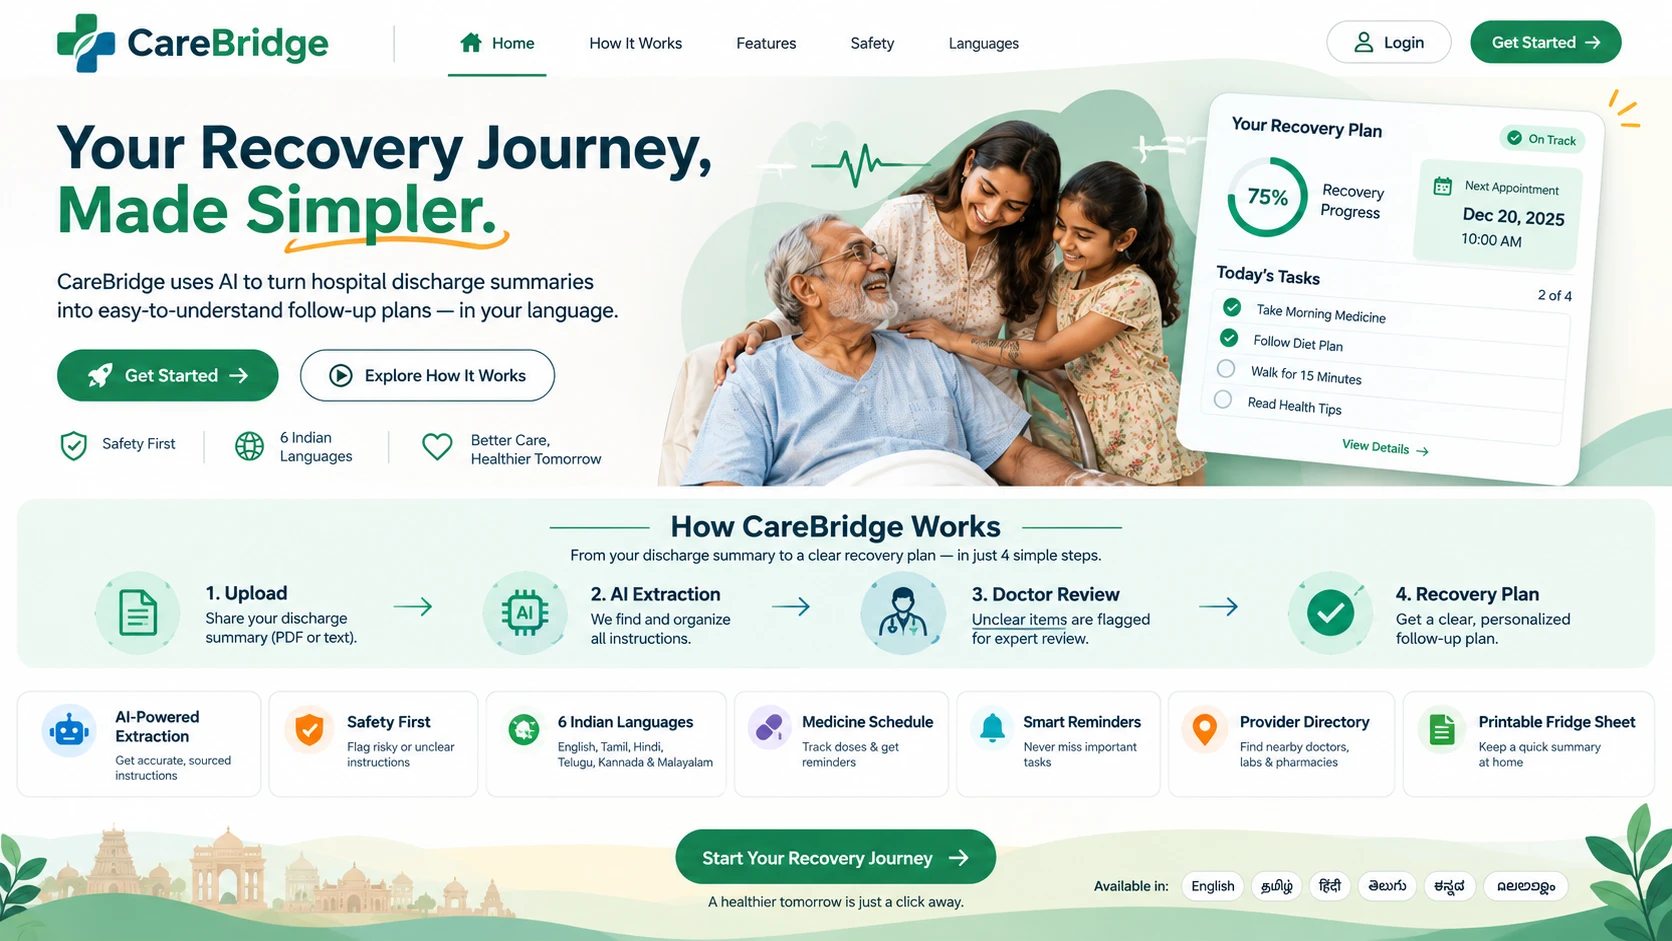 CareBridge
Home
How It Works
Features
Safety
Languages
Login
Get Started
Your Recovery Journey,
Made Simpler.
CareBridge uses AI to turn hospital discharge summaries
into easy-to-understand follow-up plans — in your language.
Get Started
Explore How It Works
Safety First
6 Indian
Languages
Better Care,
Healthier Tomorrow
Your Recovery Plan
On Track
75%
Recovery
Progress
Next Appointment
Dec 20, 2025
10:00 AM
Today's Tasks
2 of 4
Take Morning Medicine
Follow Diet Plan
Walk for 15 Minutes
Read Health Tips
View Details
How CareBridge Works
From your discharge summary to a clear recovery plan — in just 4 simple steps.
1. Upload
Share your discharge
summary (PDF or text).
AI
2. AI Extraction
We find and organize
all instructions.
3. Doctor Review
Unclear items are flagged
for expert review.
4. Recovery Plan
Get a clear, personalized
follow-up plan.
AI-Powered
Extraction
Get accurate, sourced
instructions
Safety First
Flag risky or unclear
instructions
6 Indian Languages
English, Tamil, Hindi,
Telugu, Kannada & Malayalam
Medicine Schedule
Track doses & get
reminders
Smart Reminders
Never miss important
tasks
Provider Directory
Find nearby doctors,
labs & pharmacies
Printable Fridge Sheet
Keep a quick summary
at home
Start Your Recovery Journey
A healthier tomorrow is just a click away.
Available in:
English
தமிழ்
हिंदी
తెలుగు
ಕನ್ನಡ